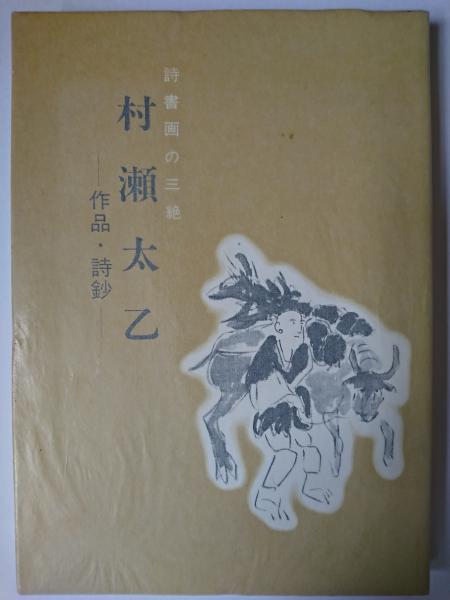 詩書画の三絶
村瀬太乙
―作品・詩鈔―